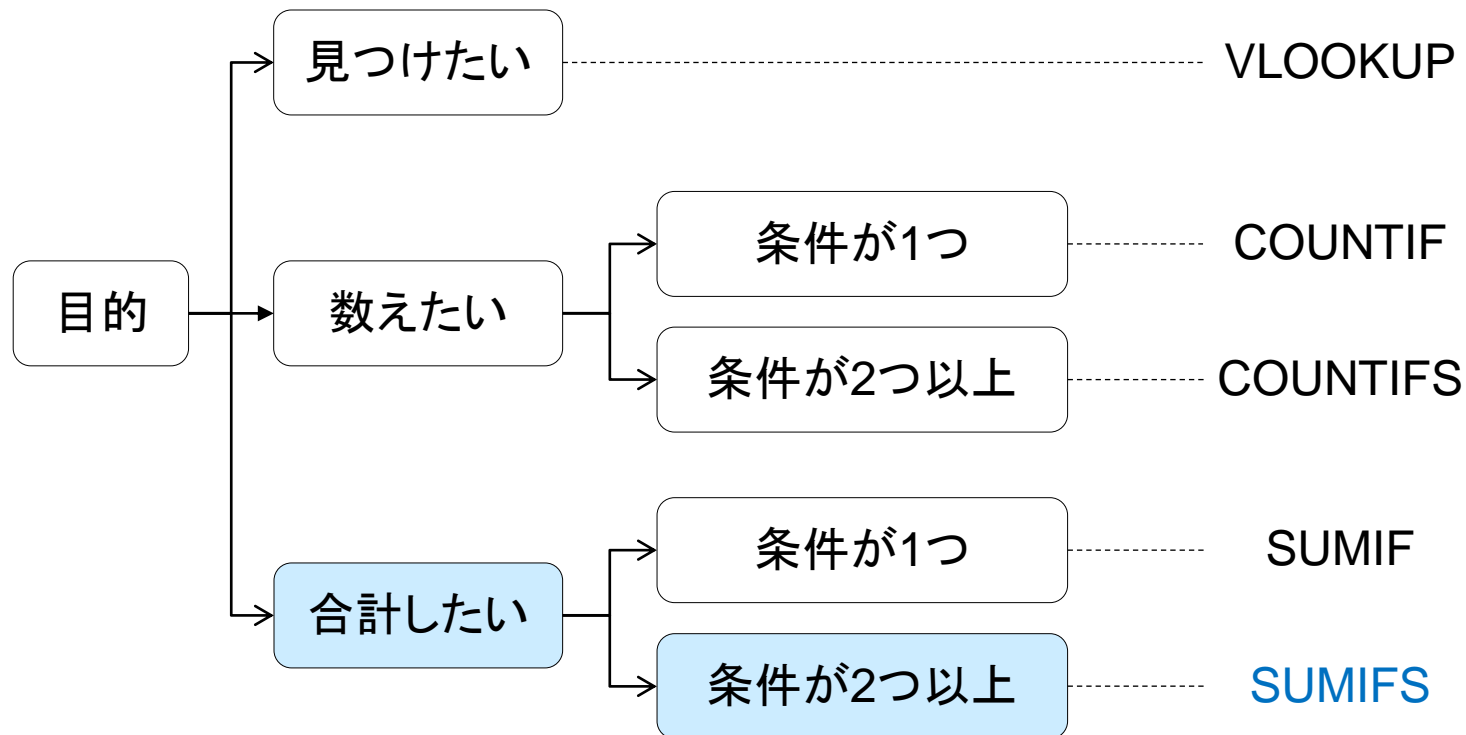 見つけたい
VLOOKUP
条件が1つ
COUNTIF
目的
数えたい
条件が2つ以上
COUNTIFS
条件が1つ
SUMIF
合計したい
条件が2つ以上
SUMIFS